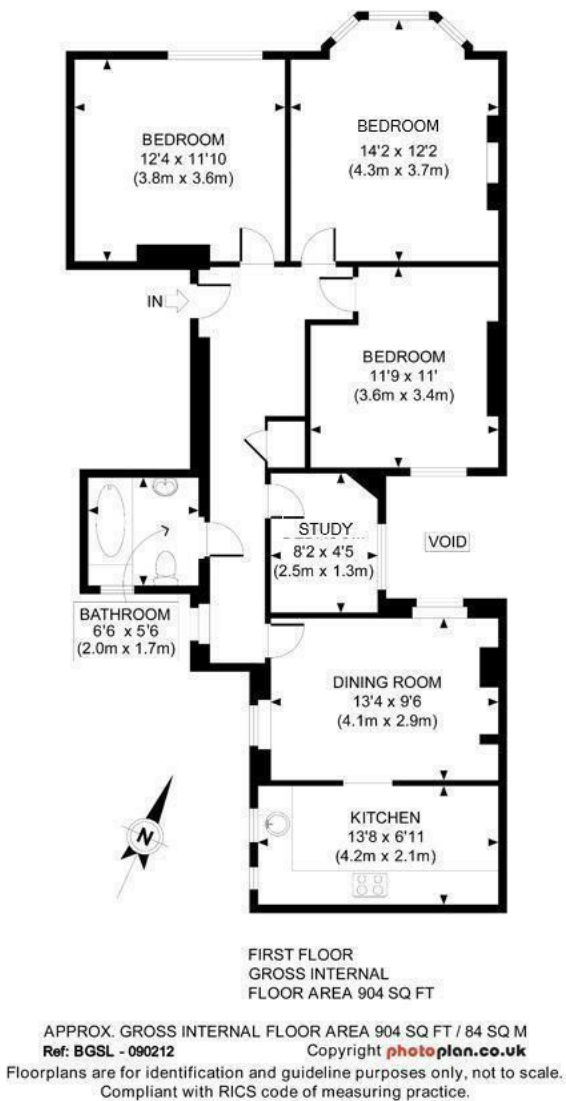 BEDROOM
12'4 x 11'10
(3.8m x 3.6m)
BEDROOM
14'2 x 12'2
(4.3m x 3.7m)
IN
BEDROOM
11'9 x 11'
(3.6m x 3.4m)
STUDY
8'2 x 4'5
(2.5m x 1.3m)
VOID
BATHROOM
6'6 x 5'6
(2.0m x 1.7m)
DINING ROOM
13'4 x 9'6
(4.1m x 2.9m)
N
KITCHEN
13'8 x 6'11
(4.2m x 2.1m)
FIRST FLOOR
GROSS INTERNAL
FLOOR AREA 904 SQ FT
APPROX. GROSS INTERNAL FLOOR AREA 904 SQ FT / 84 SQ M
Ref: BGSL - 090212 Copyright photoplan.co.uk
Floorplans are for identification and guideline purposes only, not to scale.
Compliant with RICS code of measuring practice.